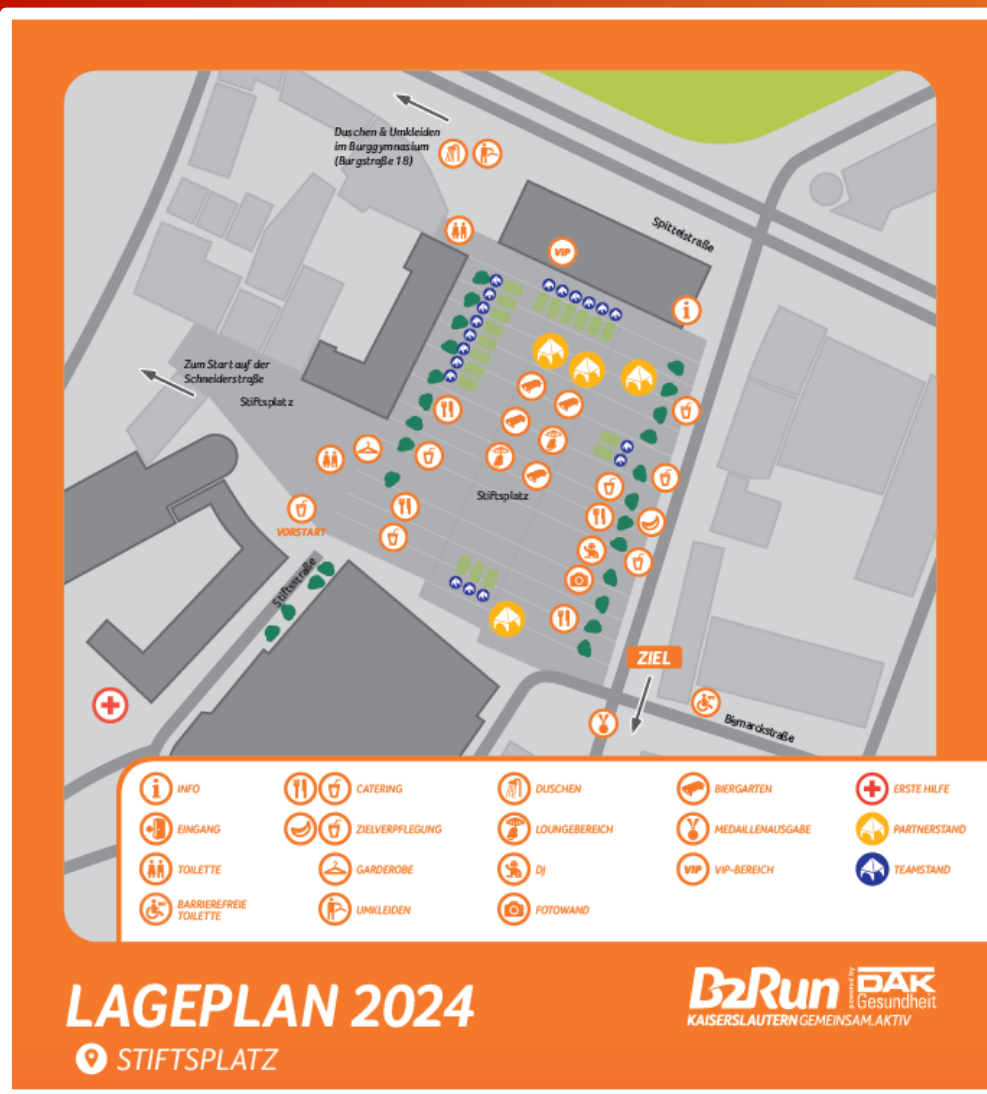 Duschen & Umkleiden
im Burggymnasium
(Burgstraße 18)
Spittelstraße
VIP
Zum Start auf der
Schneiderstraße
Stiftsplatz
Stiftsplatz
VORSTART
Stiftsstraße
ZIEL
Bismarckstraße
INFO
CATERING
DUSCHEN
BIERGARTEN
ERSTE HILFE
EINGANG
ZIELVERPFLEGUNG
LOUNGEBEREICH
MEDAILLENAUSGABE
PARTNERSTAND
TOILETTE
GARDEROBE
DJ
VIP VIP-BEREICH
TEAMSTAND
BARRIEREFREIE
TOILETTE
UMKLEIDEN
FOTOWAND
LAGEPLAN 2024
STIFTSPLATZ
B2Run
powered by
DAK
Gesundheit
KAISERSLAUTERN GEMEINSAM.AKTIV